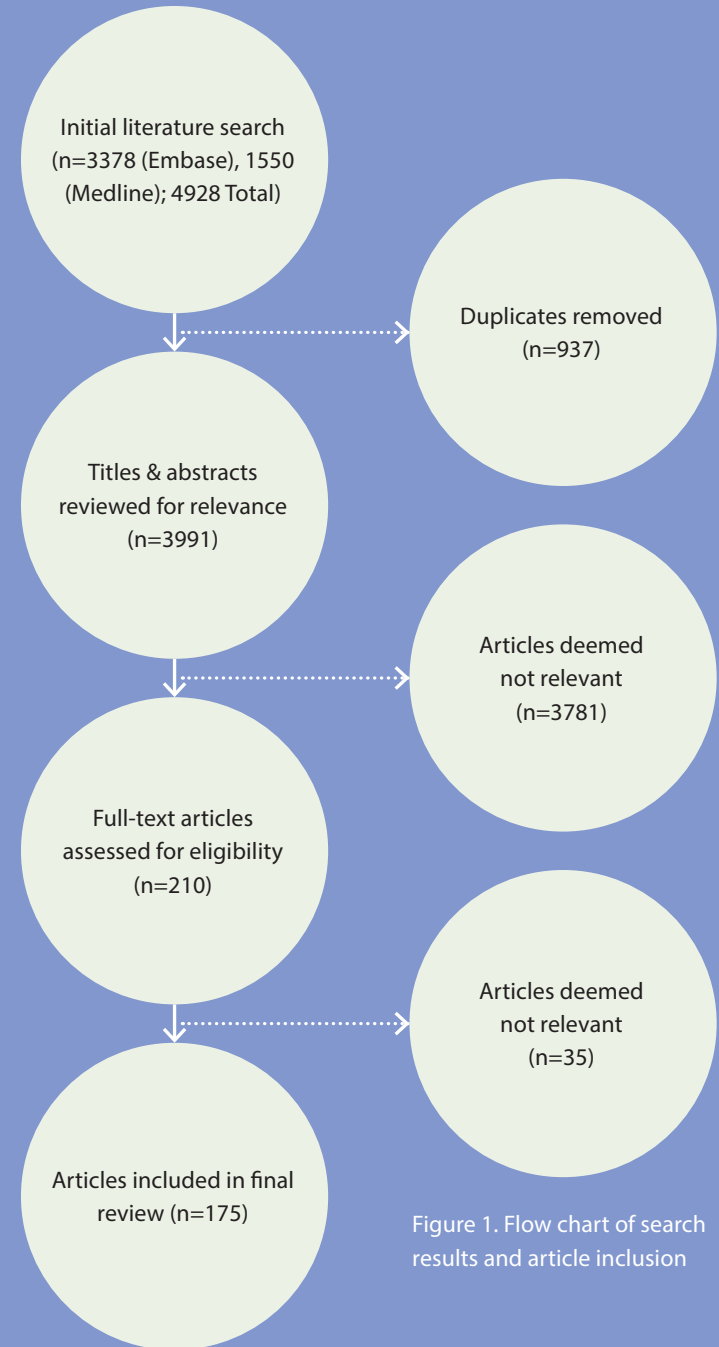 Initial literature search
(n=3378 (Embase), 1550
(Medline); 4928 Total)
Duplicates removed
(n=937)
Titles & abstracts
reviewed for relevance
(n=3991)
Articles deemed
not relevant
(n=3781)
Full-text articles
assessed for eligibility
(n=210)
Articles deemed
not relevant
(n=35)
Articles included in final
review (n=175)
Figure 1. Flow chart of search
results and article inclusion